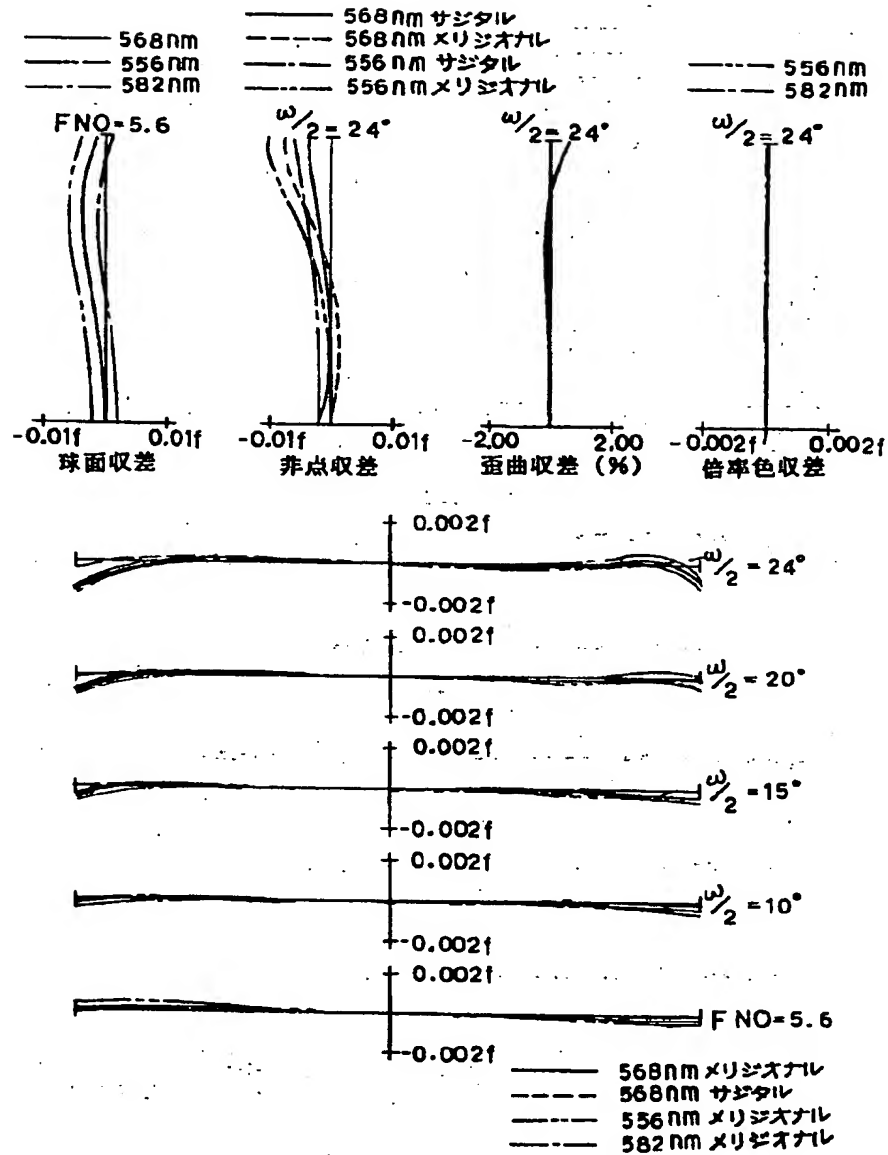 568nm
556nm
582nm
568nm サジタル
568nm メリジオナル
556nm サジタル
556nm メリジオナル
556nm
582nm
FNO=5.6
ω/2 = 24°
ω/2 = 24°
ω/2 = 24°
-0.01f 0.01f
-0.01f 0.01f
-2.00 2.00
-0.002f 0.002f
球面収差
非点収差
歪曲収差 (%)
倍率色収差
0.002f
ω/2 = 24°
-0.002f
0.002f
ω/2 = 20°
-0.002f
0.002f
ω/2 = 15°
-0.002f
0.002f
ω/2 = 10°
-0.002f
0.002f
FNO=5.6
-0.002f
568nm メリジオナル
568nm サジタル
556nm メリジオナル
582nm メリジオナル